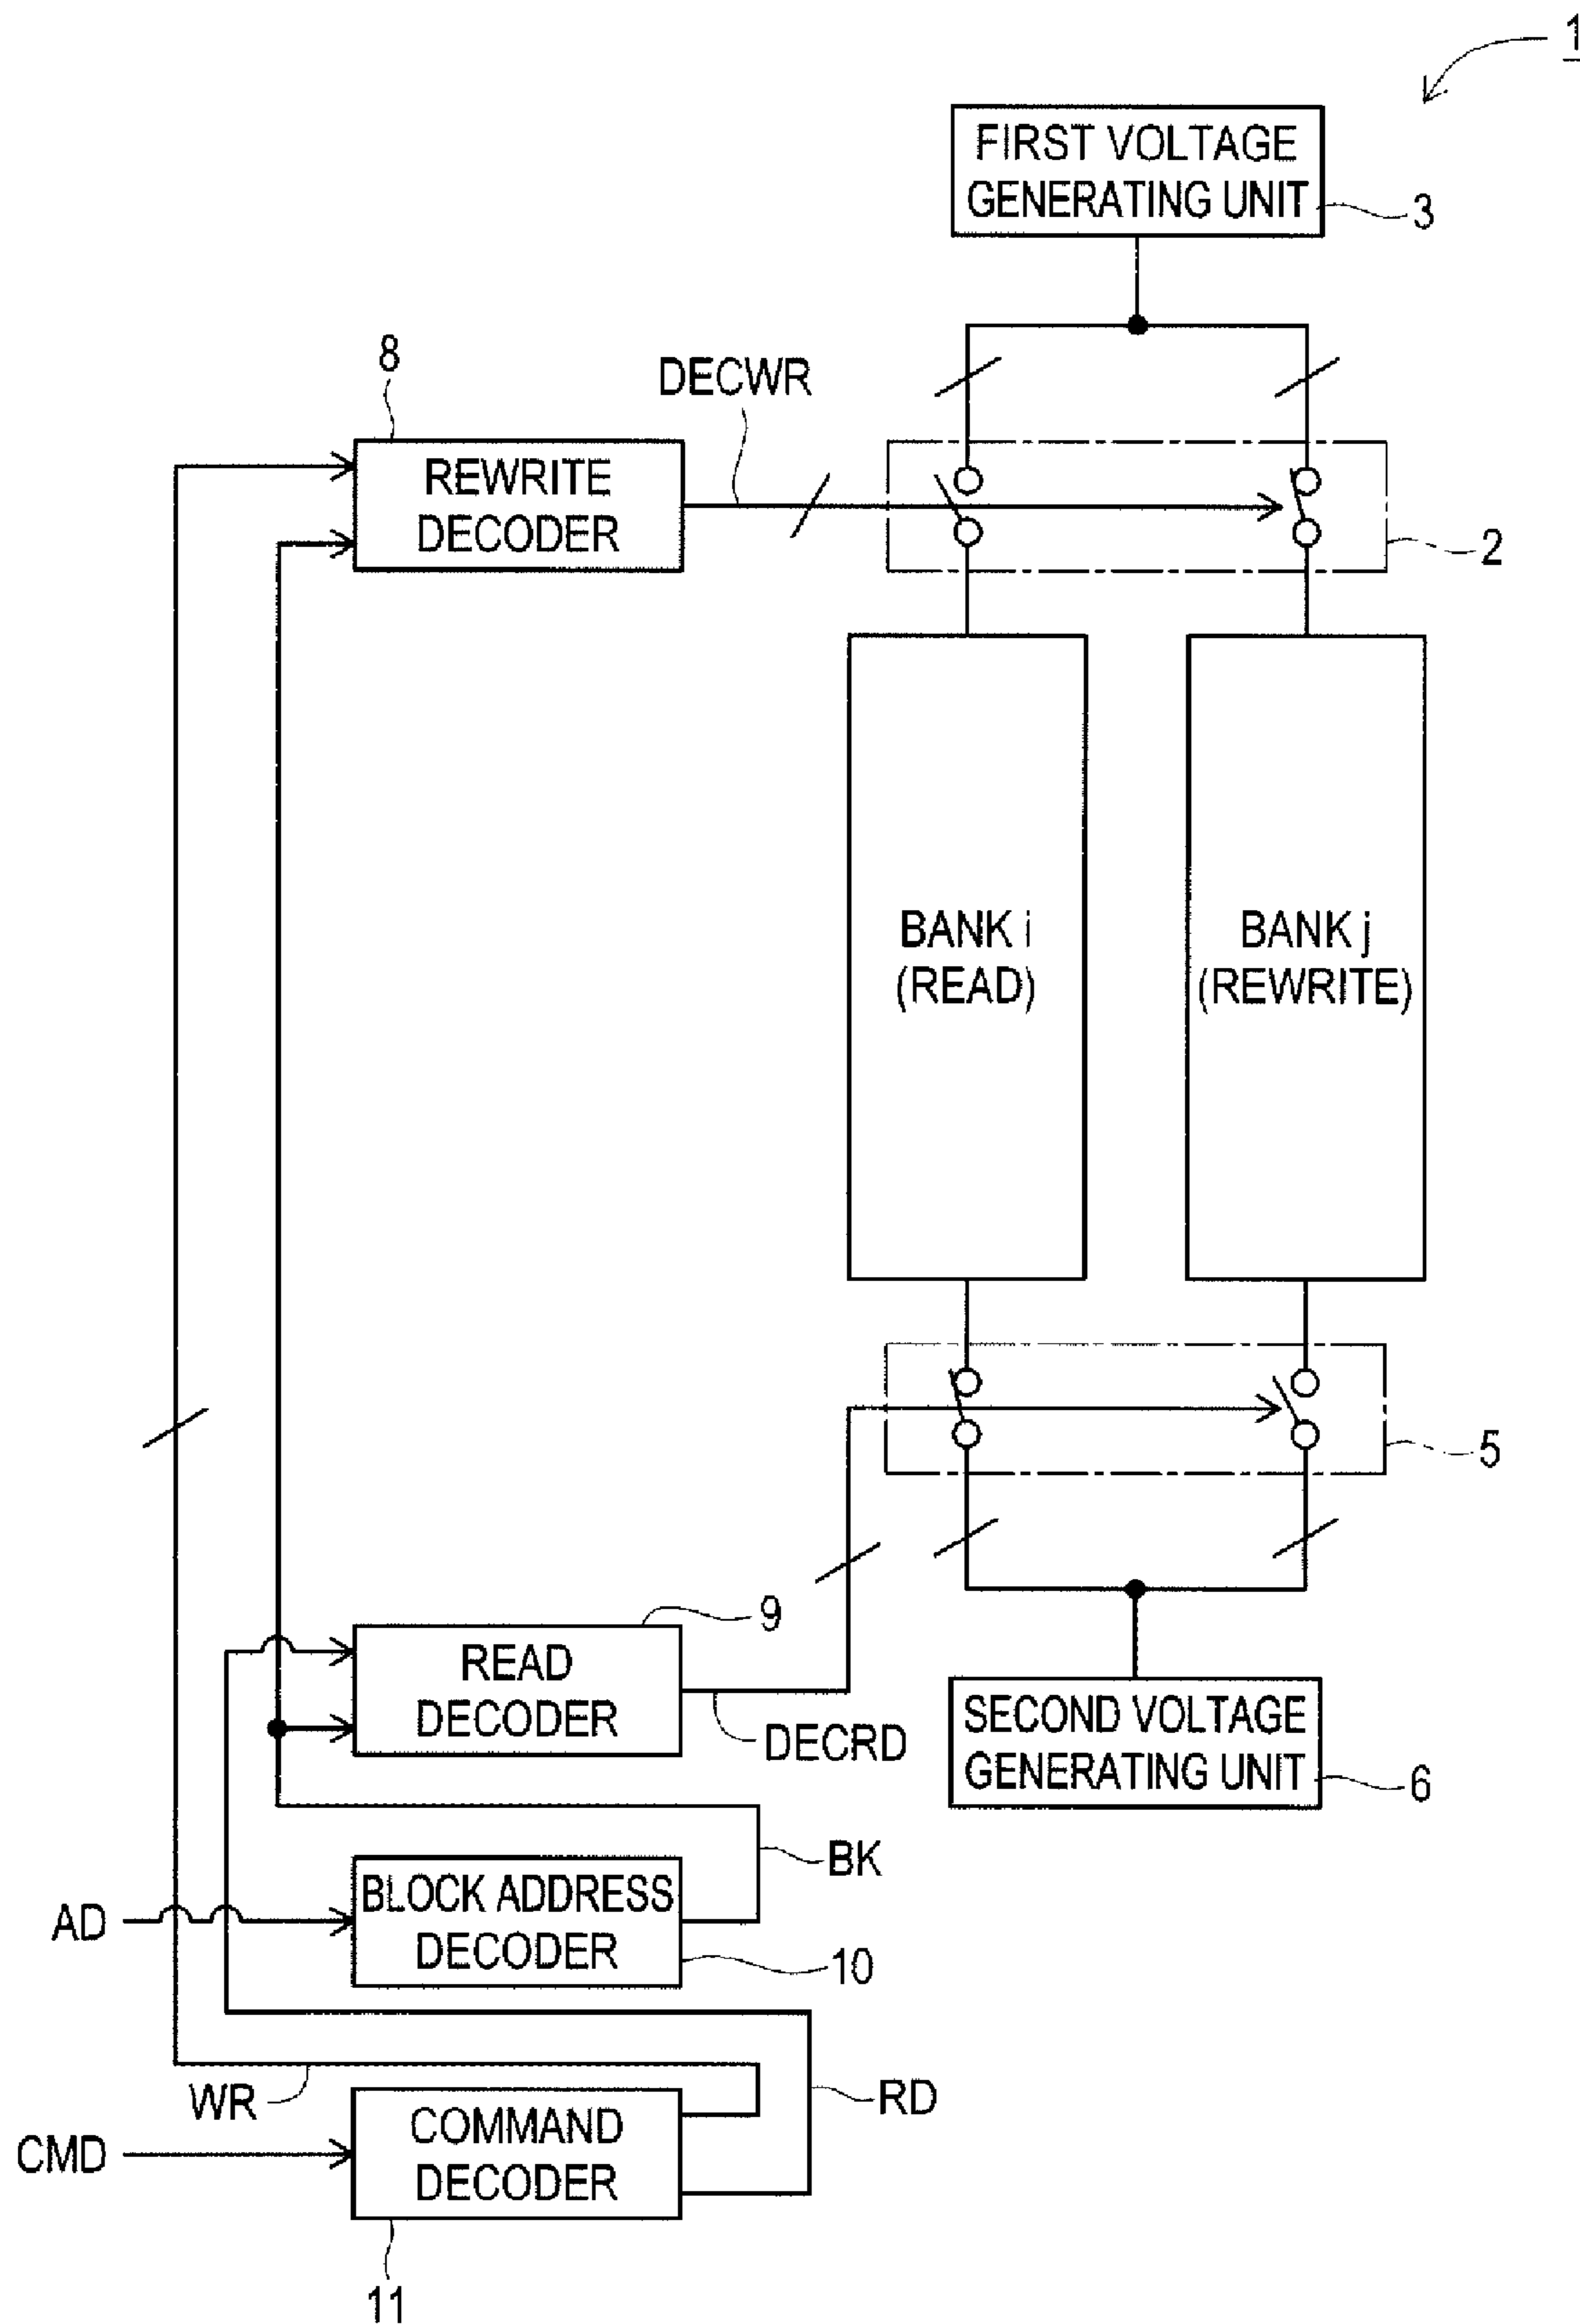 1
FIRST VOLTAGE
GENERATING UNIT
3
8
DECWR
REWRITE
DECODER
2
BANK i
(READ)
BANK j
(REWRITE)
5
9
READ
DECODER
DECRD
SECOND VOLTAGE
GENERATING UNIT
6
BK
AD
BLOCK ADDRESS
DECODER
10
WR
RD
CMD
COMMAND
DECODER
11